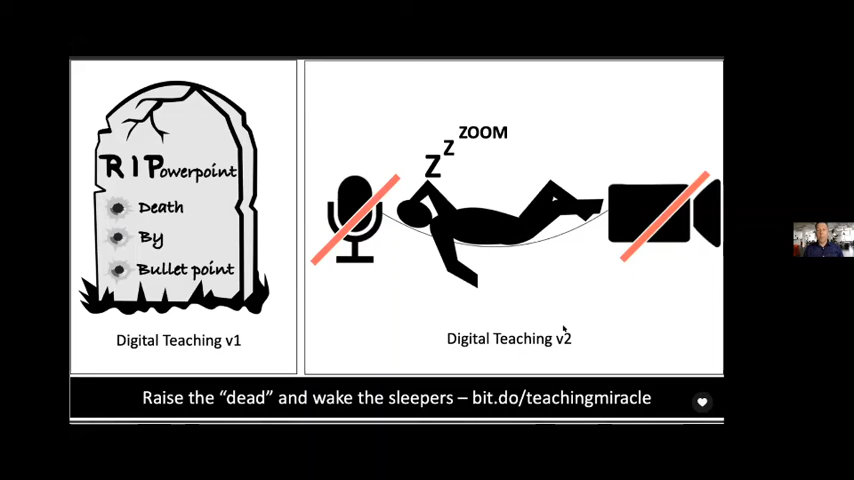 RIPowerpoint
Death
By
Bullet point
Digital Teaching v1
Z Z ZOOM
Digital Teaching v2
Raise the “dead” and wake the sleepers – bit.do/teachingmiracle